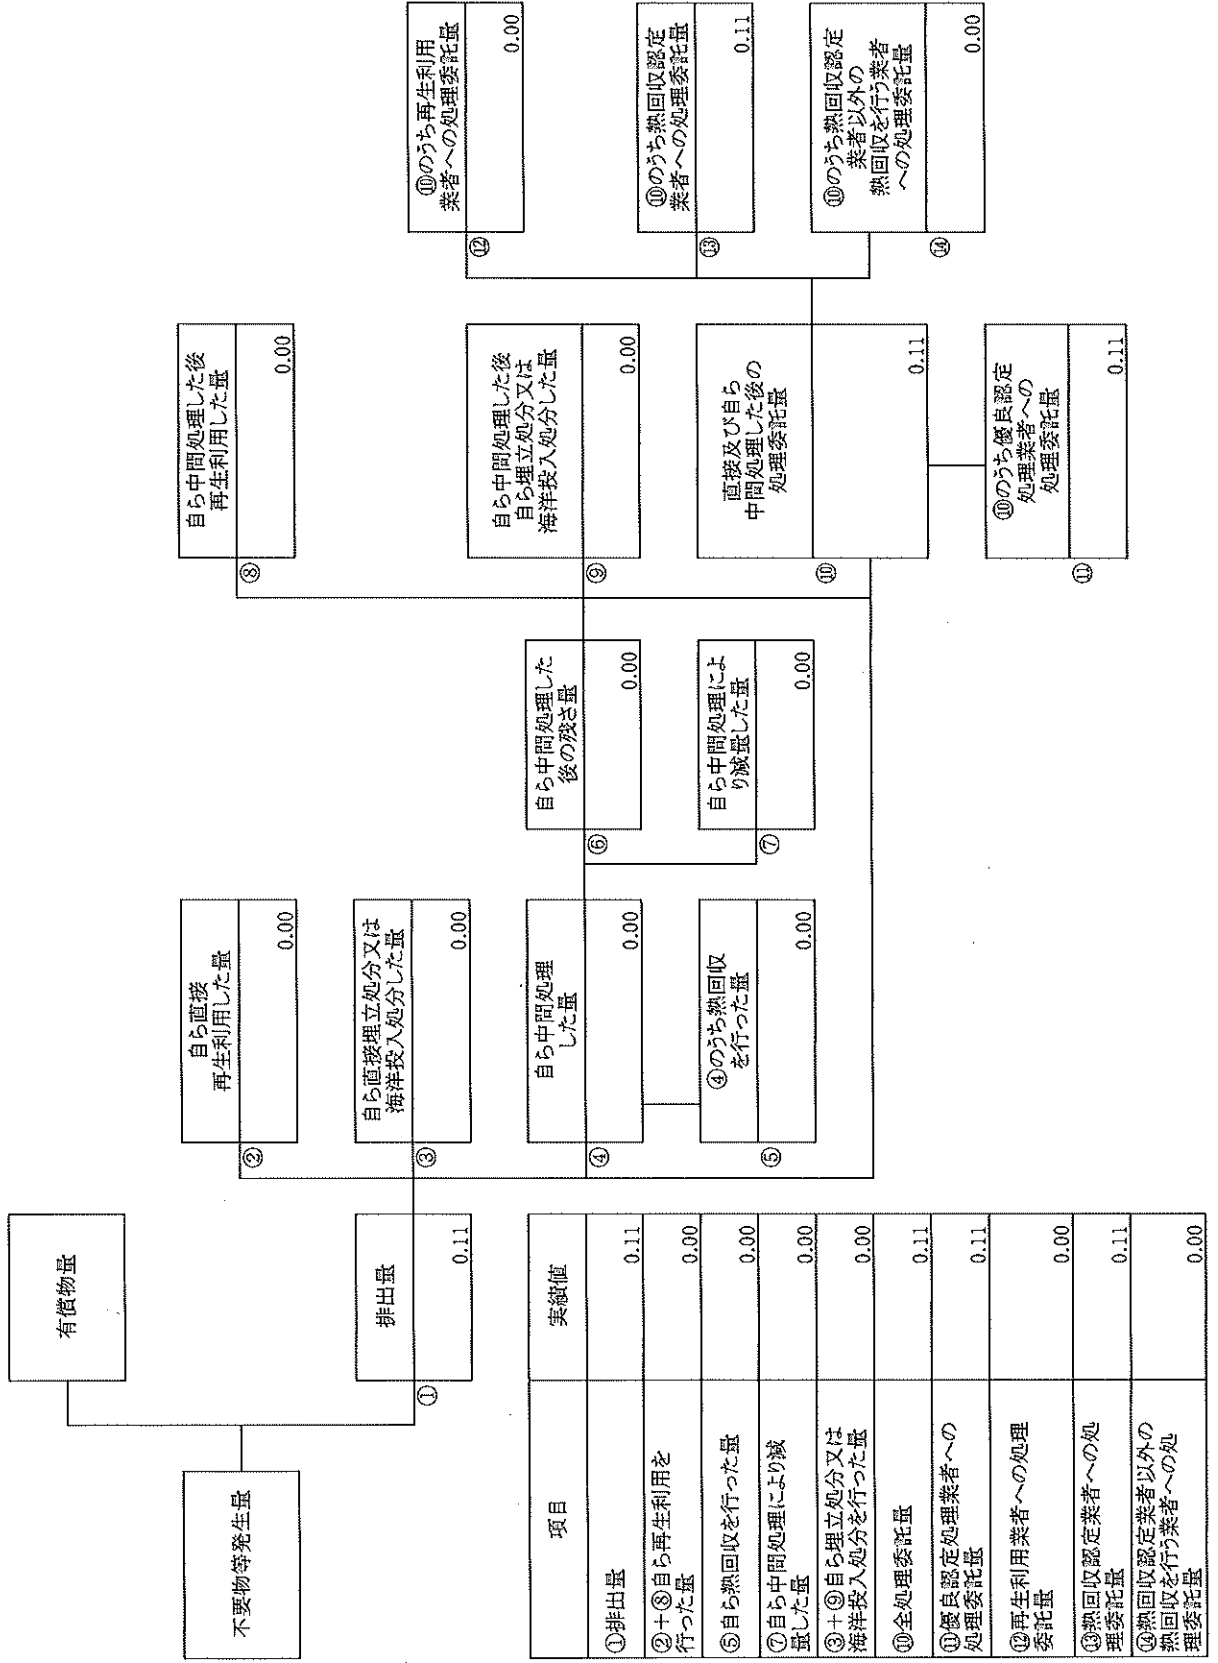 不要物等発生量
有償物量
①
排出量
0.11
②
自ら直接
再生利用した量
0.00
③
自ら直接埋立処分又は
海洋投入処分した量
0.00
④
自ら中間処理
した量
0.00
⑤
④のうち熱回収
を行った量
0.00
⑥
自ら中間処理した
後の残さ量
0.00
⑦
自ら中間処理によ
り減量した量
0.00
⑧
自ら中間処理した後
再生利用した量
0.00
⑨
自ら中間処理した後
自ら埋立処分又は
海洋投入処分した量
0.00
⑩
直接及び自ら
中間処理した後の
処理委託量
0.11
⑪
⑩のうち優良認定
処理業者への
処理委託量
0.11
⑫
⑩のうち再生利用
業者への処理委託量
0.00
⑬
⑩のうち熱回収認定
業者への処理委託量
0.11
⑭
⑩のうち熱回収認定
業者以外の
熱回収を行う業者
への処理委託量
0.00
項目 実績値
①排出量 0.11
②+⑧自ら再生利用を
行った量 0.00
⑤自ら熱回収を行った量 0.00
⑦自ら中間処理により減
量した量 0.00
③+⑨自ら埋立処分又は
海洋投入処分を行った量 0.00
⑩全処理委託量 0.11
⑪優良認定処理業者への
処理委託量 0.11
⑫再生利用業者への処理
委託量 0.00
⑬熱回収認定業者への処
理委託量 0.11
⑭熱回収認定業者以外の
熱回収を行う業者への処
理委託量 0.00